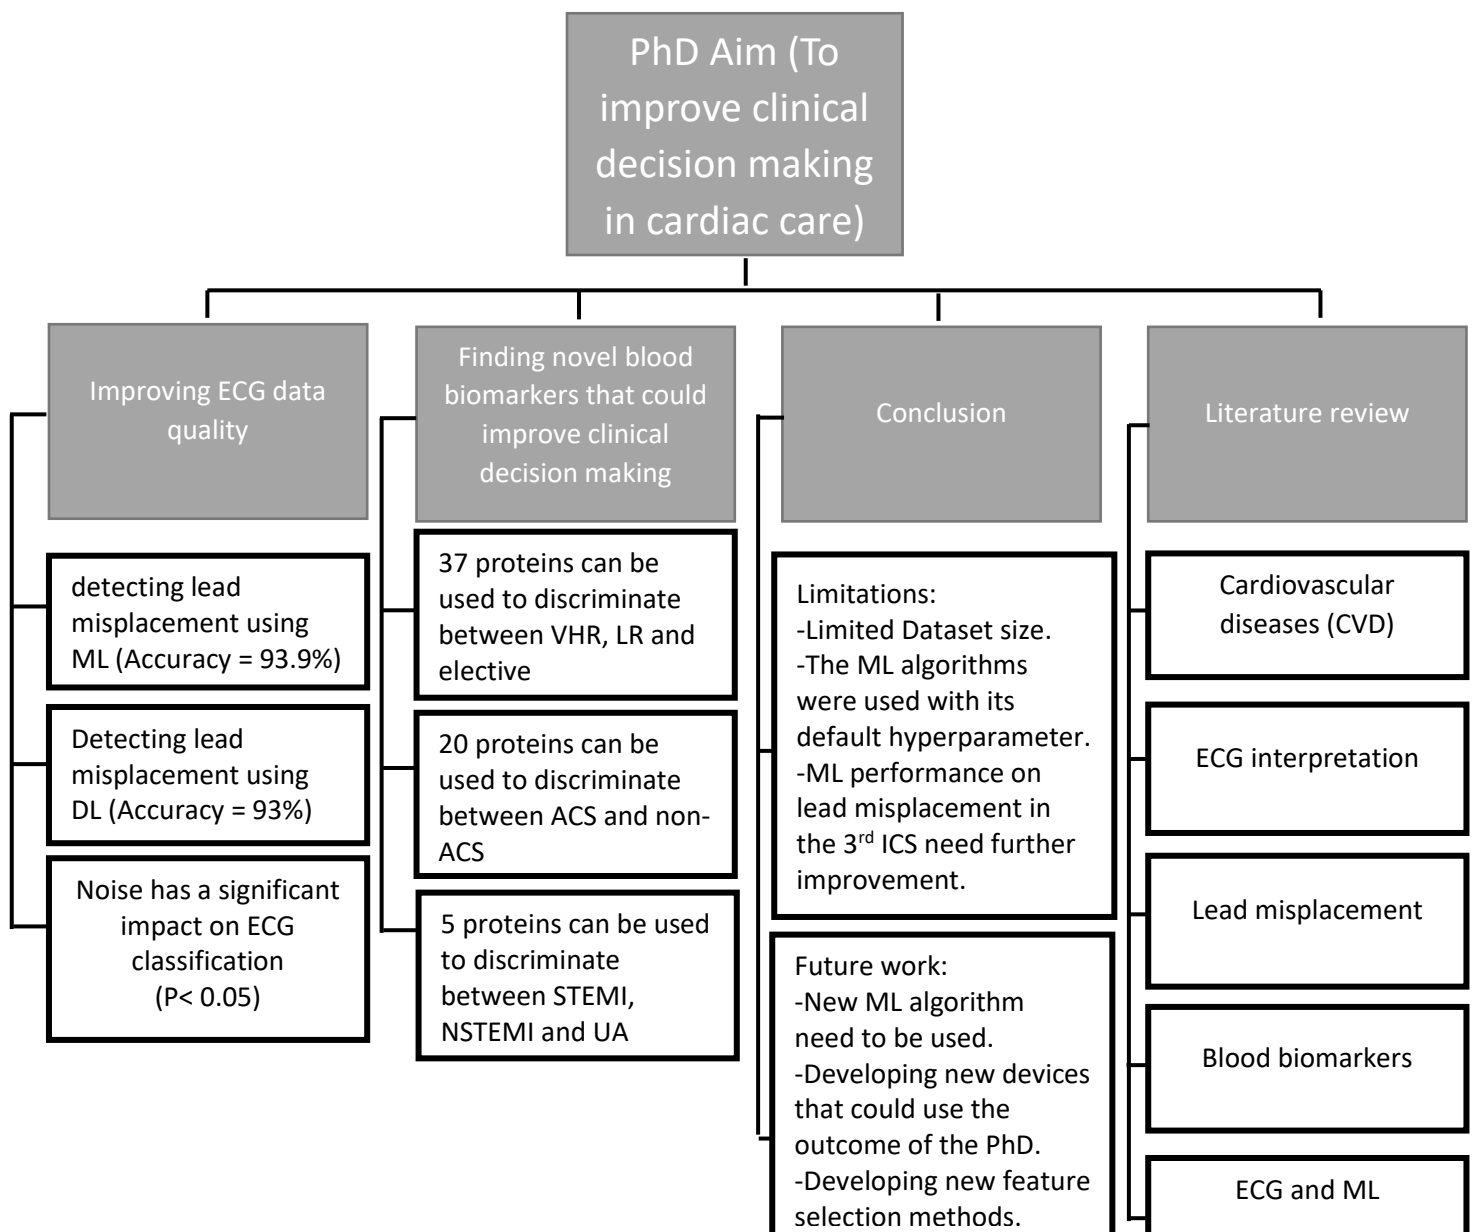 PhD Aim (To
improve clinical
decision making
in cardiac care)
Improving ECG data
quality
detecting lead
misplacement using
ML (Accuracy = 93.9%)
Detecting lead
misplacement using
DL (Accuracy = 93%)
Noise has a significant
impact on ECG
classification
(P< 0.05)
Finding novel blood
biomarkers that could
improve clinical
decision making
37 proteins can be
used to discriminate
between VHR, LR and
elective
20 proteins can be
used to discriminate
between ACS and non-
ACS
5 proteins can be used
to discriminate
between STEMI,
NSTEMI and UA
Conclusion
Limitations:
-Limited Dataset size.
-The ML algorithms
were used with its
default hyperparameter.
-ML performance on
lead misplacement in
the 3rd ICS need further
improvement.
Future work:
-New ML algorithm
need to be used.
-Developing new devices
that could use the
outcome of the PhD.
-Developing new feature
selection methods.
Literature review
Cardiovascular
diseases (CVD)
ECG interpretation
Lead misplacement
Blood biomarkers
ECG and ML